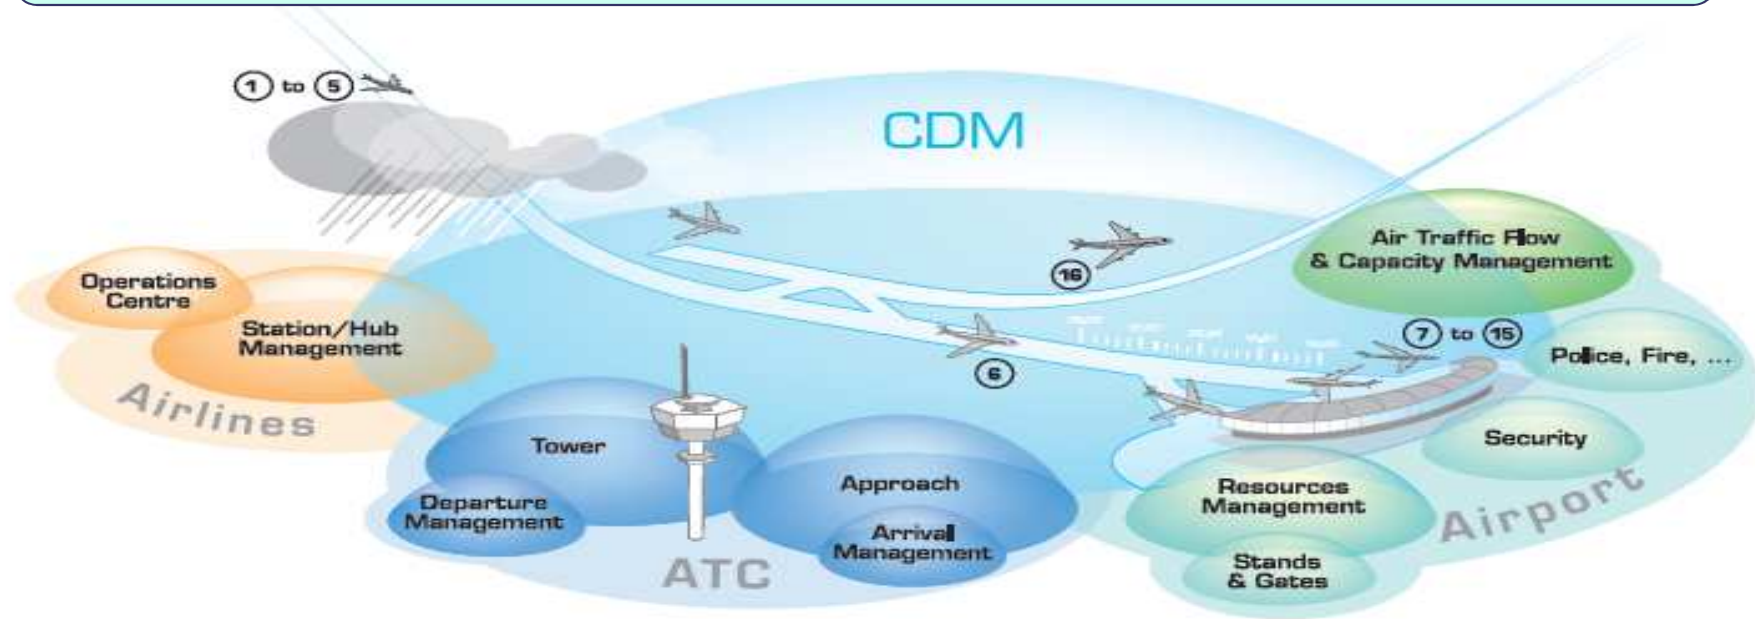 1 to 5
CDM
Air Traffic Flow
& Capacity Management
16
Operations
Centre
Station/Hub
Management
7 to 15
Police, Fire, ...
6
Airlines
Tower
Security
Approach
Resources
Management
Departure
Management
Airport
Arrival
Management
ATC
Stands
& Gates